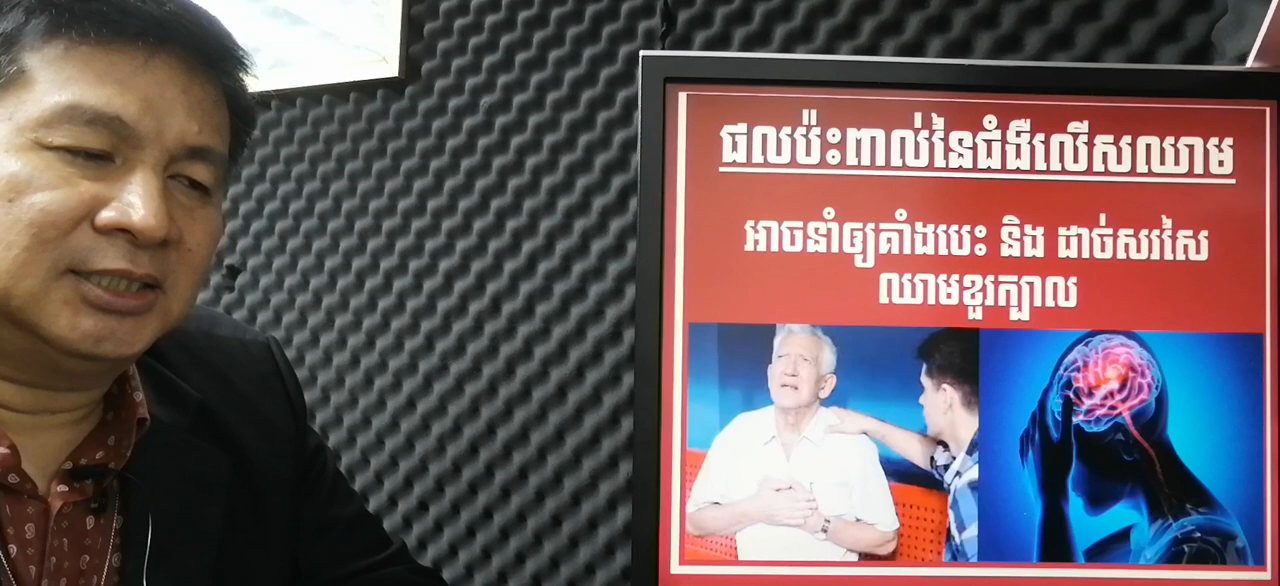 ផលប៉ះពាល់នៃជំងឺលើសឈាម
អាចនាំឲ្យគាំងបេះ និង ដាច់សរសៃ
ឈាមខួរក្បាល